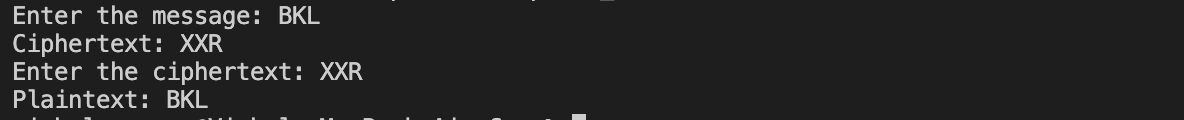 Enter the message: BKL
Ciphertext: XXR
Enter the ciphertext: XXR
Plaintext: BKL